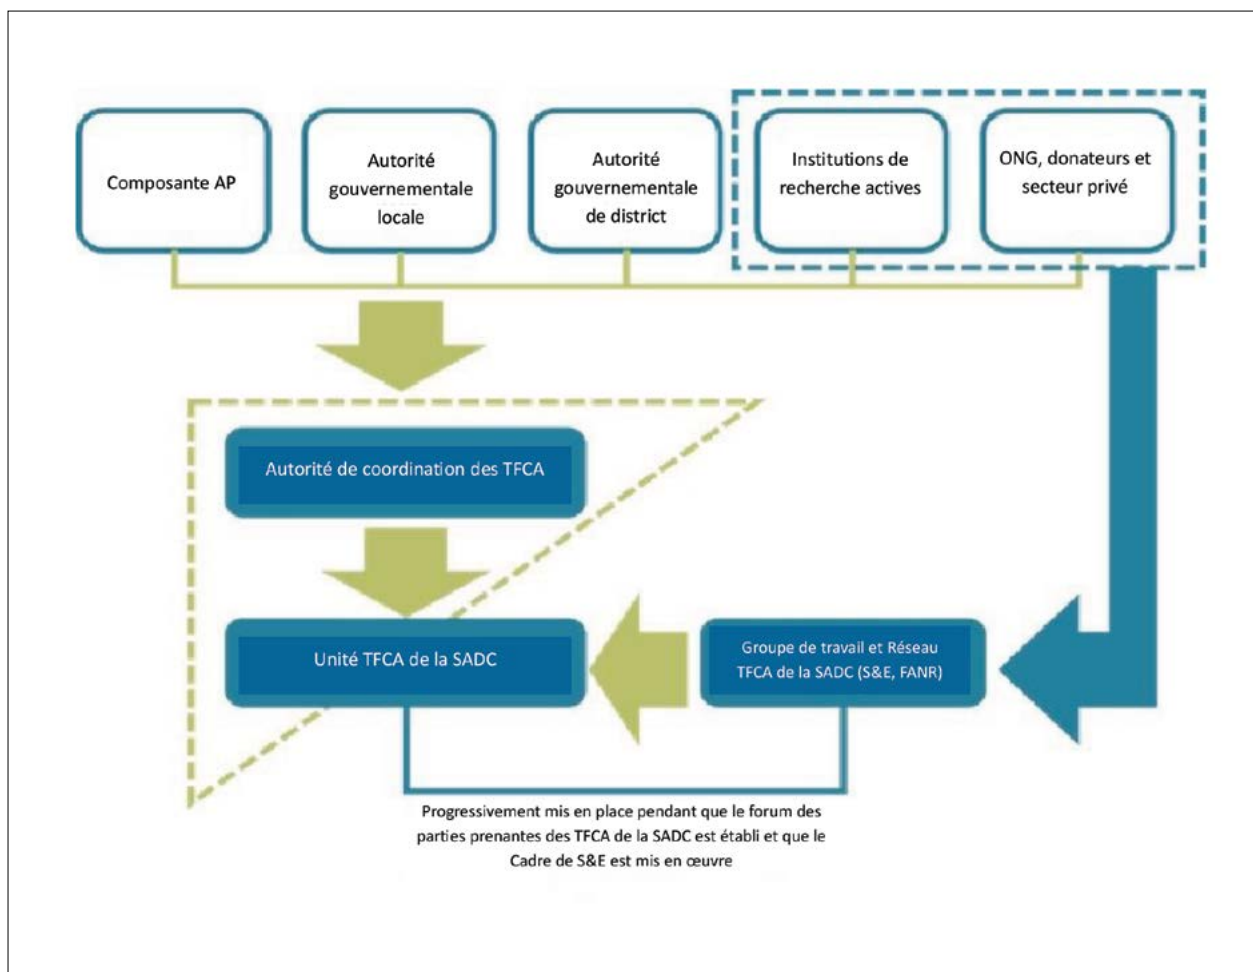 Composante AP
Autorité
gouvernementale
locale
Autorité
gouvernementale
de district
Institutions de
recherche actives
ONG, donateurs et
secteur privé
Autorité de coordination des TFCA
Unité TFCA de la SADC
Groupe de travail et Réseau
TFCA de la SADC (S&E, FANR)
Progressivement mis en place pendant que le forum des
parties prenantes des TFCA de la SADC est établi et que le
Cadre de S&E est mis en œuvre